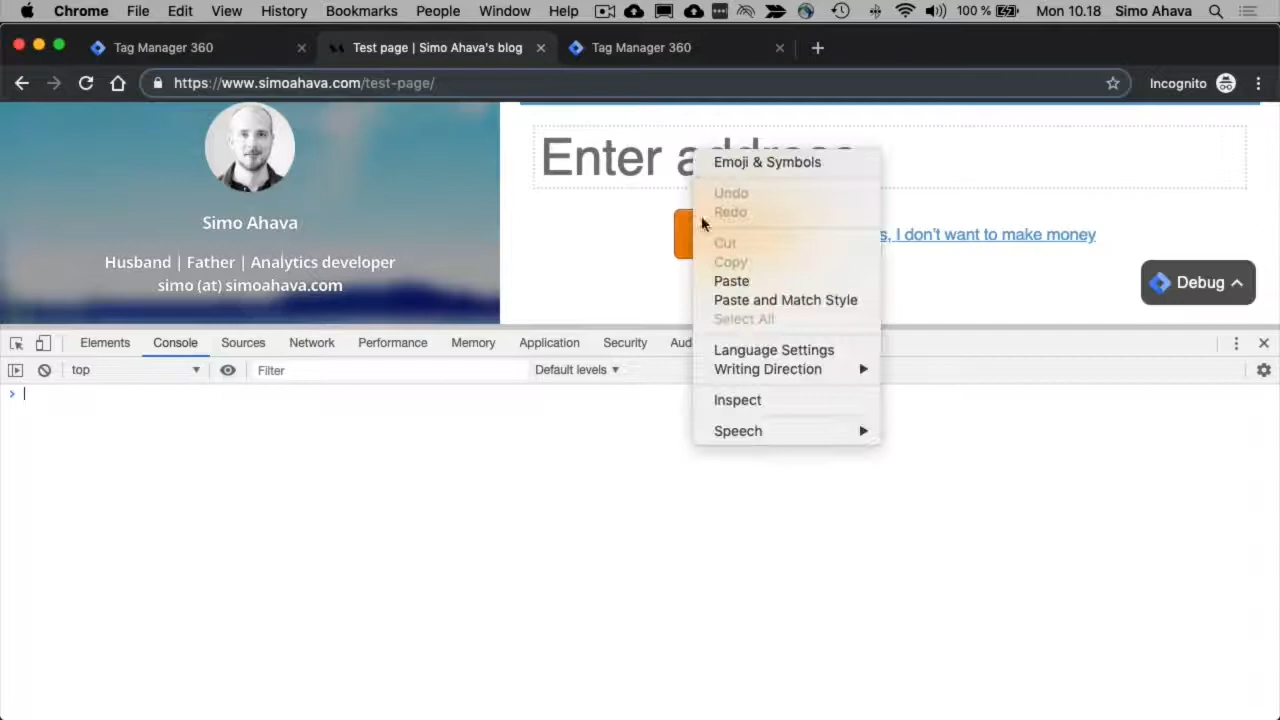 Chrome File Edit View History Bookmarks People Window Help 100 % Mon 10.18 Simo Ahava
Tag Manager 360
Test page | Simo Ahava's blog
Tag Manager 360
https://www.simoahava.com/test-page/
Incognito
Enter address
Simo Ahava
Husband | Father | Analytics developer
simo (at) simoahava.com
s, I don't want to make money
Debug
Emoji & Symbols
Undo
Redo
Cut
Copy
Paste
Paste and Match Style
Select All
Language Settings
Writing Direction
Inspect
Speech
Elements Console Sources Network Performance Memory Application Security Aud
top Filter Default levels